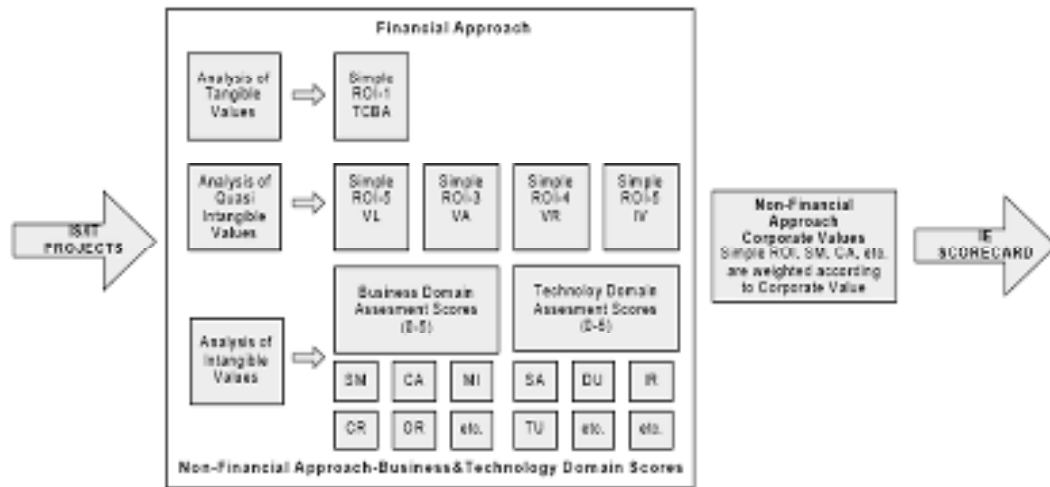 Financial Approach
Analysis of
Tangible
Values
Simple
ROI-1
TCBA
Analysis of
Quasi
Intangible
Values
Simple
VL
Simple
ROI-3
VA
Simple
ROI-4
VR
Simple
ROI-5
IV
IS/IT
PROJECTS
Non-Financial
Approach
Corporate Values
Simple ROI, SM, CA, etc.
are weighted according
to Corporate Value
IE
SCORECARD
Analysis of
Intangible
Values
Business Domain
Assesment Scores
(0-5)
Technoloy Domain
Assesment Scores
(0-5)
SM
CA
MI
SA
DU
IR
CR
OR
etc.
TU
etc.
etc.
Non-Financial Approach-Business&Technology Domain Scores